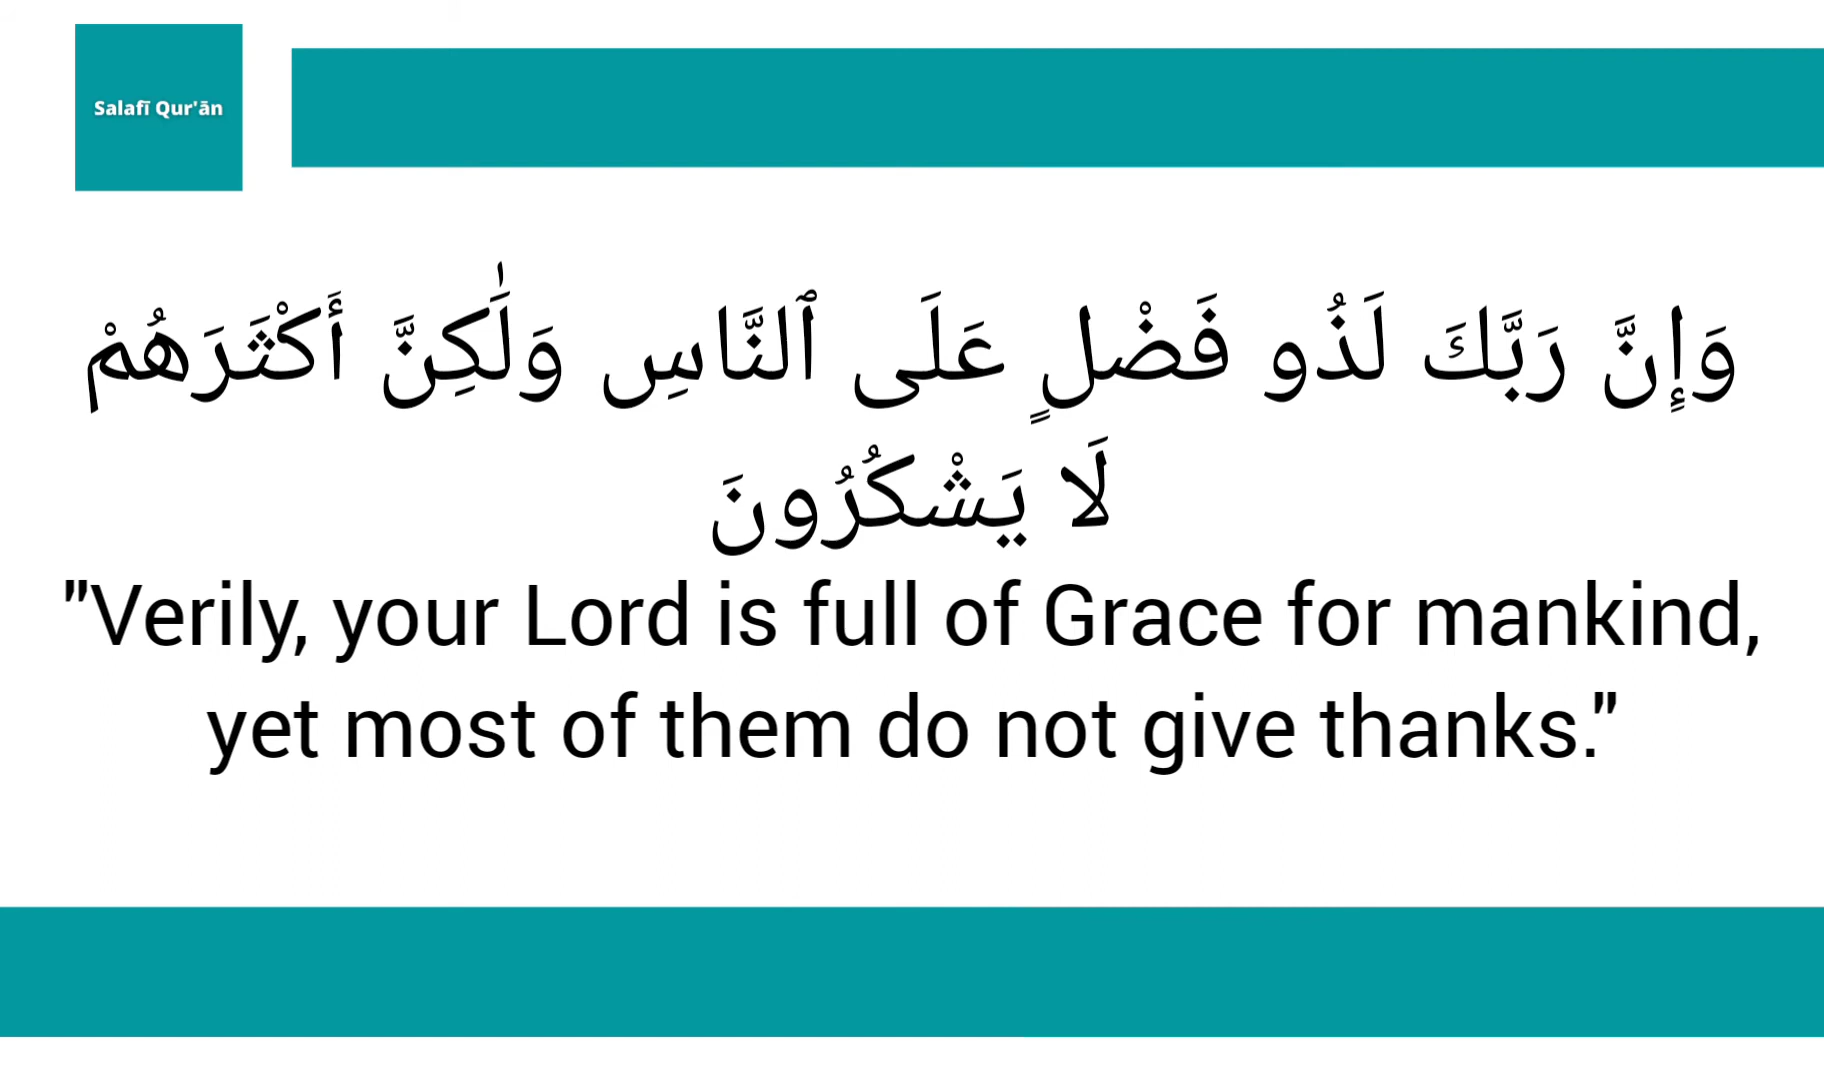 Salafī Qur'ān
وَإِنَّ رَبَّكَ لَذُو فَضْلٍ عَلَى ٱلنَّاسِ وَلَٰكِنَّ أَكْثَرَهُمْ
لَا يَشْكُرُونَ
"Verily, your Lord is full of Grace for mankind,
yet most of them do not give thanks."